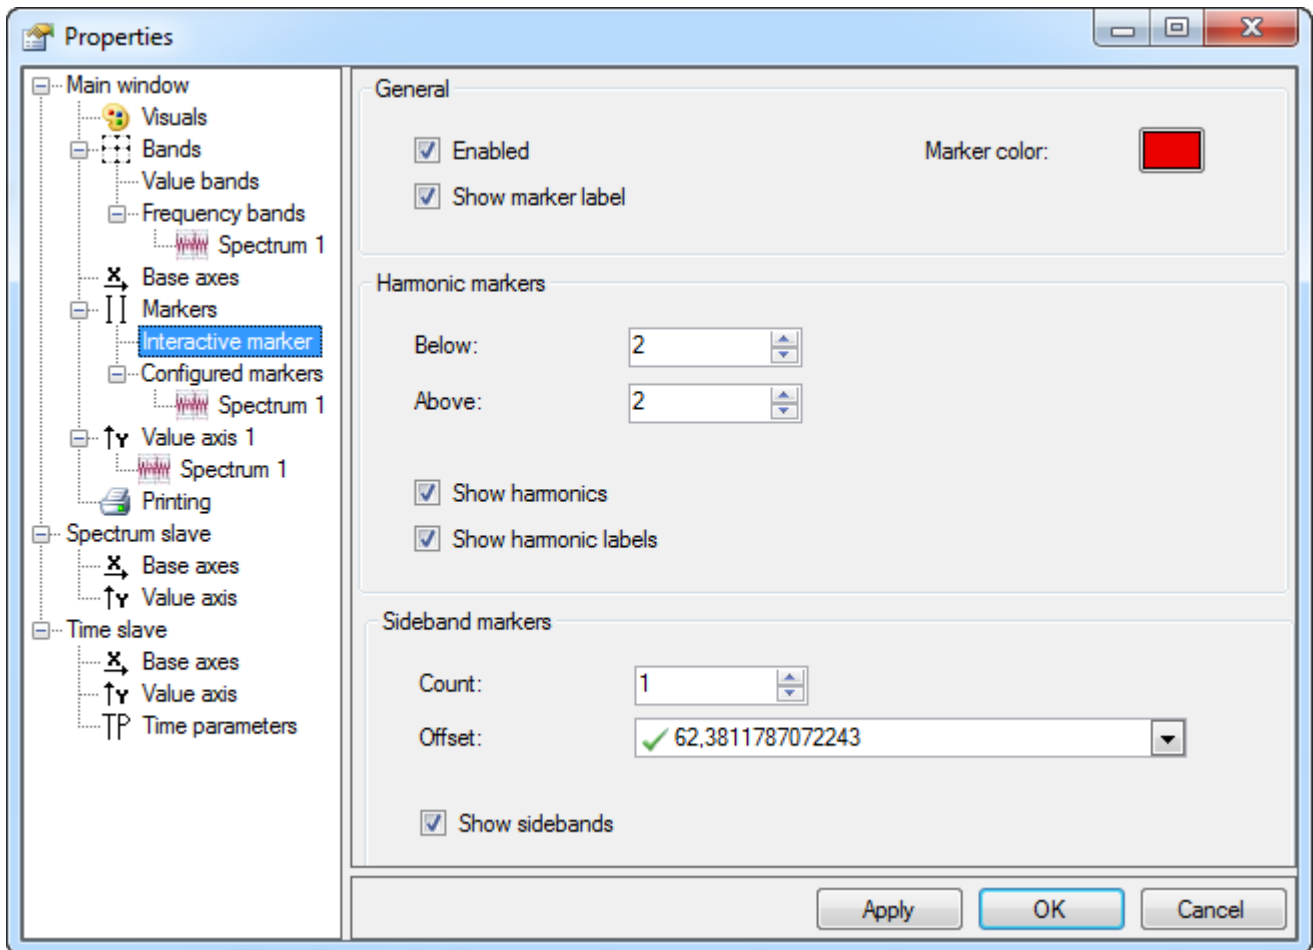 Properties
Main window
Visuals
Bands
Value bands
Frequency bands
Spectrum 1
Base axes
Markers
Interactive marker
Configured markers
Spectrum 1
Value axis 1
Spectrum 1
Printing
Spectrum slave
Base axes
Value axis
Time slave
Base axes
Value axis
Time parameters
General
Enabled
Marker color:
Show marker label
Harmonic markers
Below: 2
Above: 2
Show harmonics
Show harmonic labels
Sideband markers
Count: 1
Offset: 62,3811787072243
Show sidebands
Apply OK Cancel